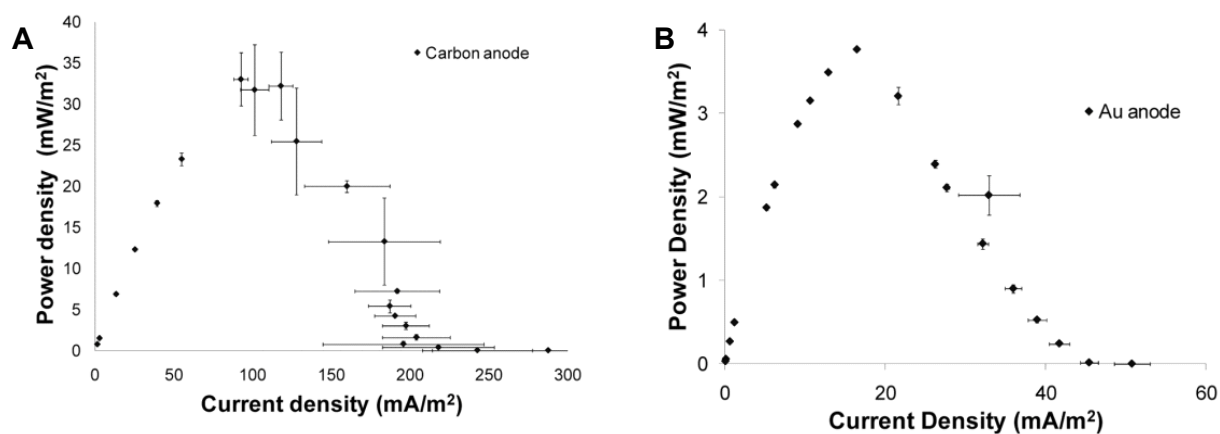 A
Power density (mW/m²)
40
35
30
25
20
15
10
5
0
Carbon anode
0 50 100 150 200 250 300
Current density (mA/m²)
B
Power Density (mW/m²)
4
3
2
1
0
Au anode
0 20 40 60
Current Density (mA/m²)